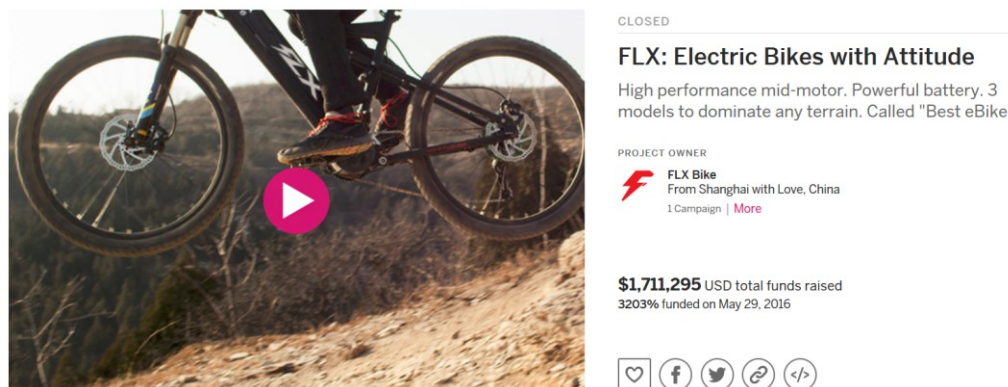 FLX
CLOSED
FLX: Electric Bikes with Attitude
High performance mid-motor. Powerful battery. 3
models to dominate any terrain. Called "Best eBike
PROJECT OWNER
FLX Bike
From Shanghai with Love, China
1 Campaign | More
$1,711,295 USD total funds raised
3203% funded on May 29, 2016